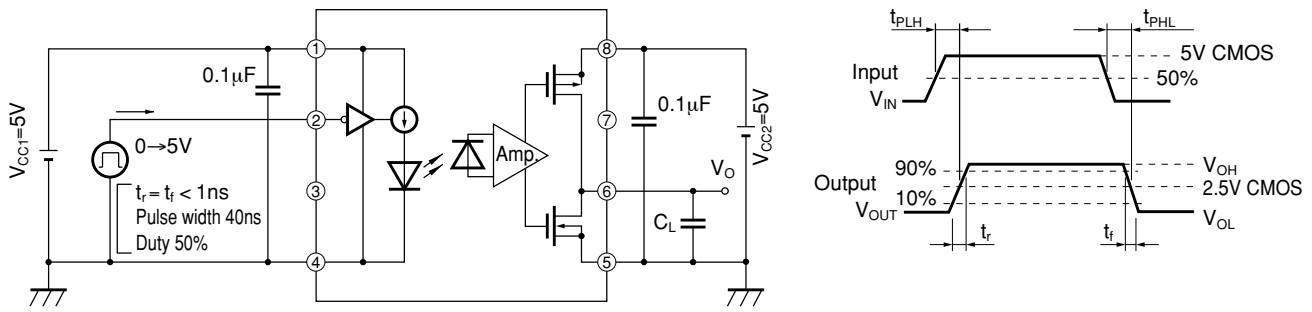 V_CC1=5V
0.1μF
0→5V
t_r = t_f < 1ns
Pulse width 40ns
Duty 50%
①
②
③
④
Amp.
⑧
⑦
⑥
⑤
0.1μF
V_O
C_L
V_CC2=5V
t_PLH
t_PHL
Input
V_IN
5V CMOS
50%
Output
V_OUT
90%
10%
V_OH
2.5V CMOS
V_OL
t_r
t_f